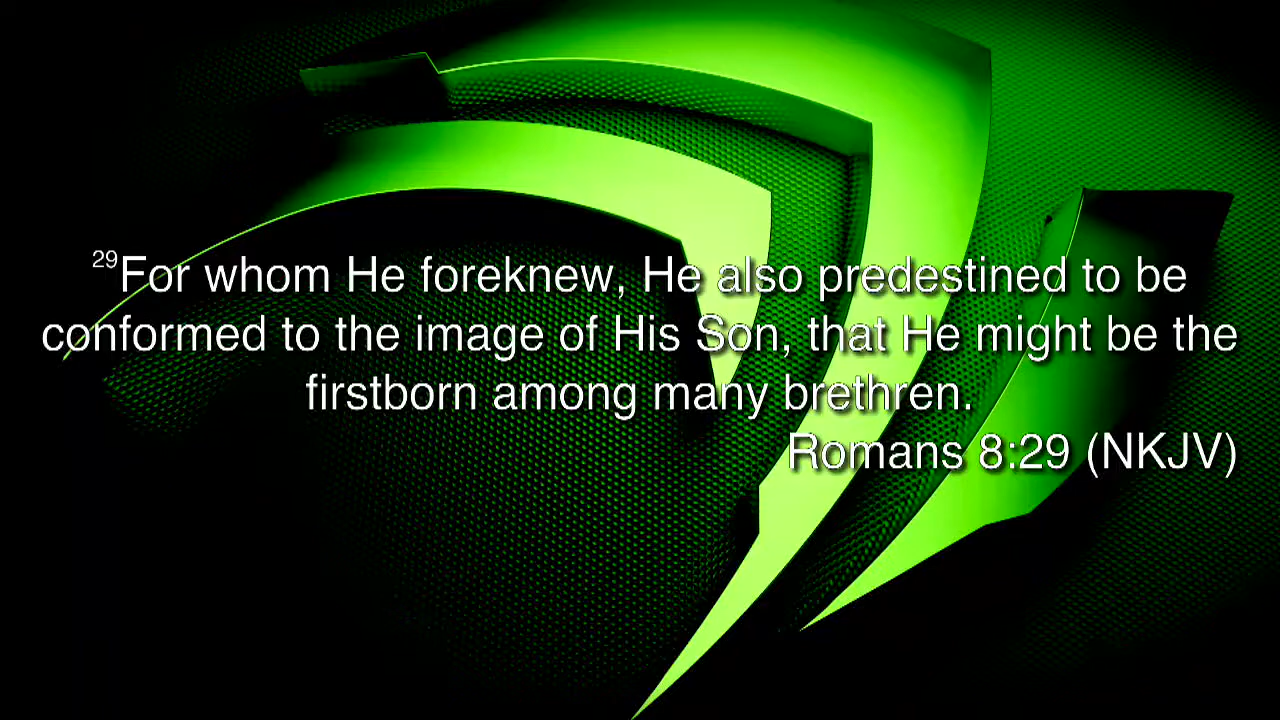 29For whom He foreknew, He also predestined to be
conformed to the image of His Son, that He might be the
firstborn among many brethren.
Romans 8:29 (NKJV)